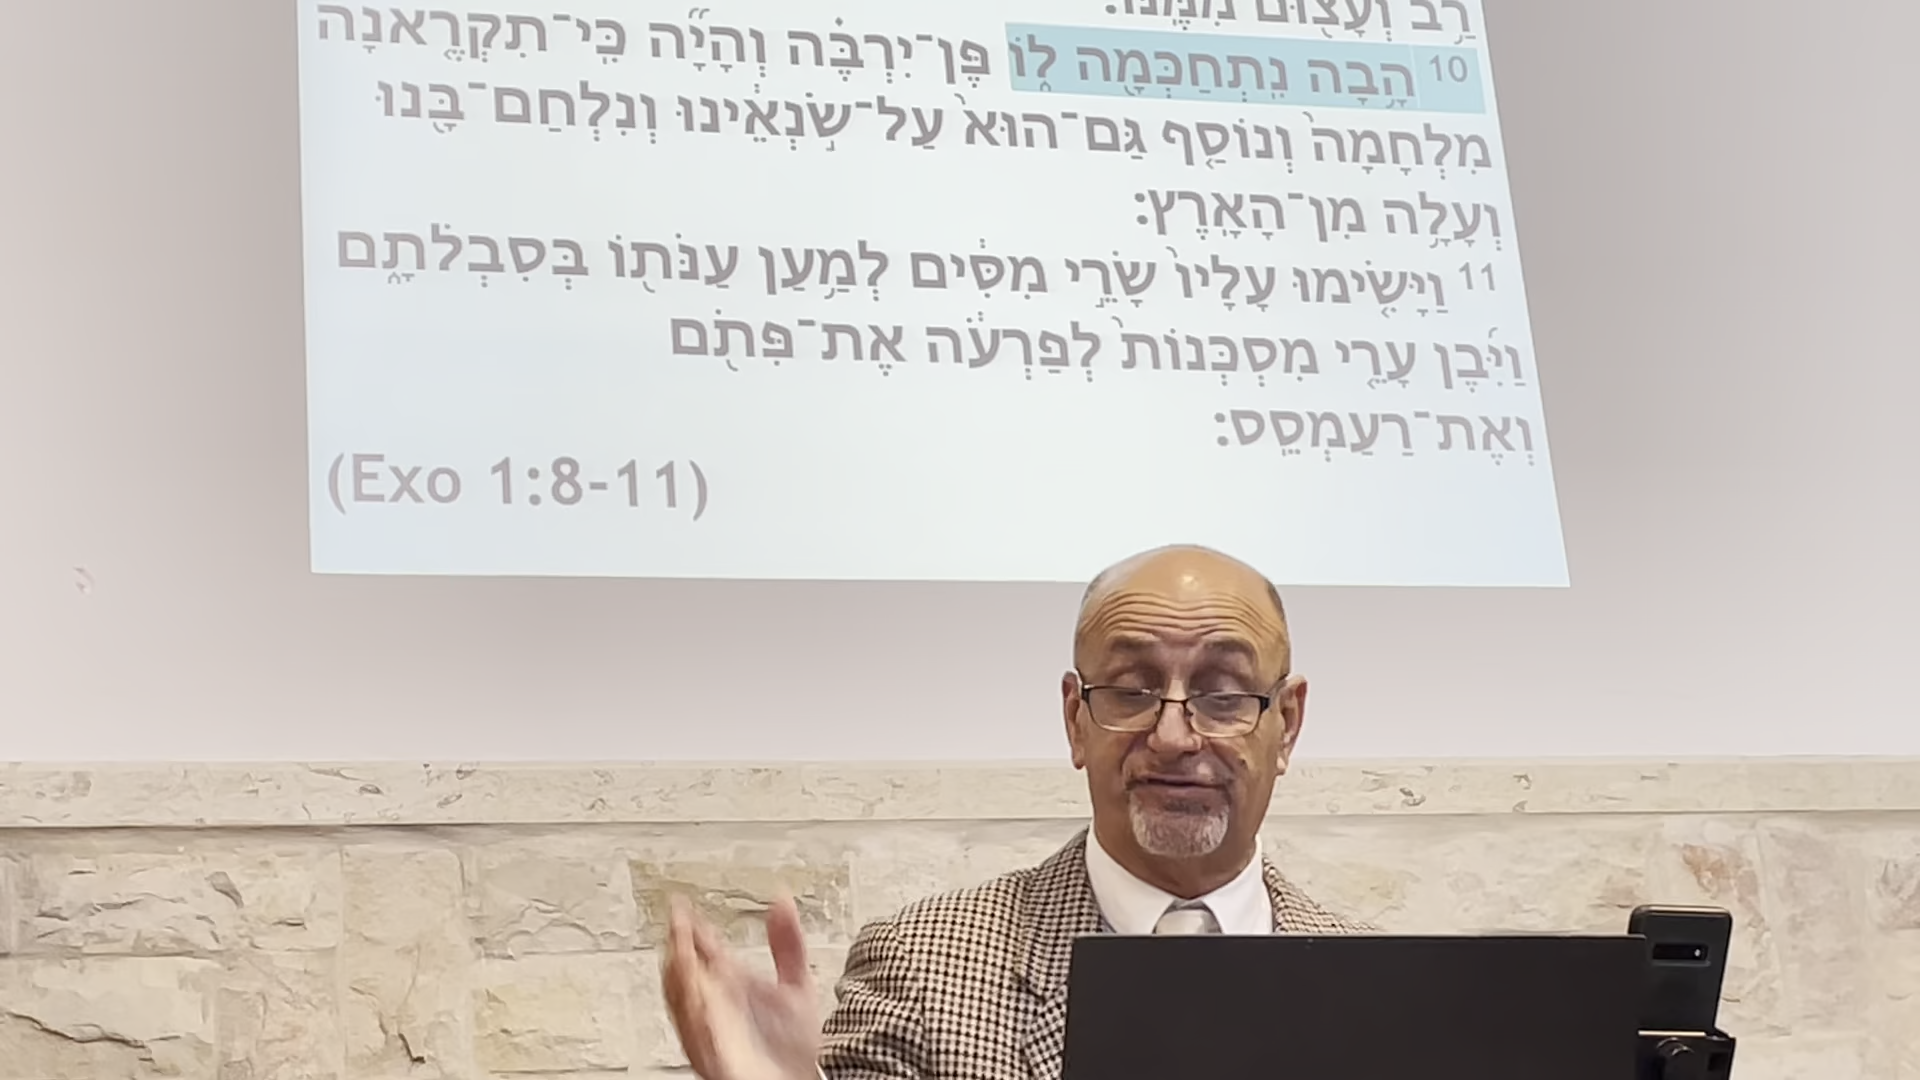 רַ֥ב וְעָצ֖וּם מִמֶּֽנּוּ׃
10 הָ֥בָה נִֽתְחַכְּמָ֖ה ל֑וֹ פֶּן־יִרְבֶּ֗ה וְהָיָ֞ה כִּֽי־תִקְרֶ֤אנָה
מִלְחָמָה֙ וְנוֹסַ֤ף גַּם־הוּא֙ עַל־שֹׂ֣נְאֵ֔ינוּ וְנִלְחַם־בָּ֖נוּ
וְעָלָ֥ה מִן־הָאָֽרֶץ׃
11 וַיָּשִׂ֤ימוּ עָלָיו֙ שָׂרֵ֣י מִסִּ֔ים לְמַ֥עַן עַנֹּת֖וֹ בְּסִבְלֹתָ֑ם
וַיִּ֜בֶן עָרֵ֤י מִסְכְּנוֹת֙ לְפַרְעֹ֔ה אֶת־פִּתֹ֖ם
וְאֶת־רַעַמְסֵֽס׃
(Exo 1:8-11)